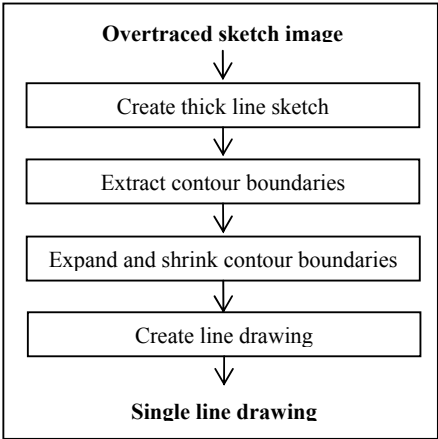 Overtraced sketch image
Create thick line sketch
Extract contour boundaries
Expand and shrink contour boundaries
Create line drawing
Single line drawing